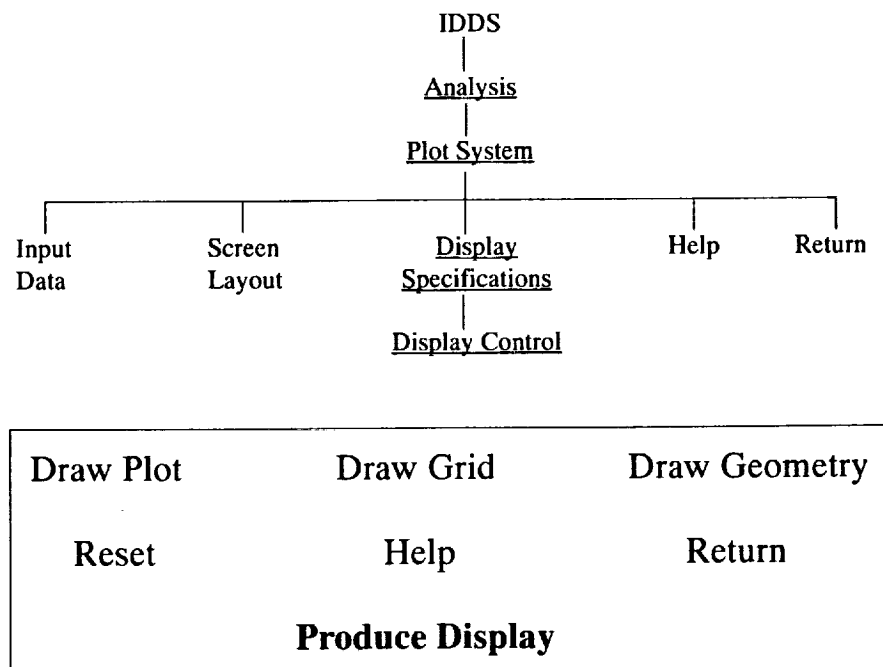 IDDS
Analysis
Plot System
Input Data
Screen Layout
Display Specifications
Help
Return
Display Control
Draw Plot
Draw Grid
Draw Geometry
Reset
Help
Return
Produce Display